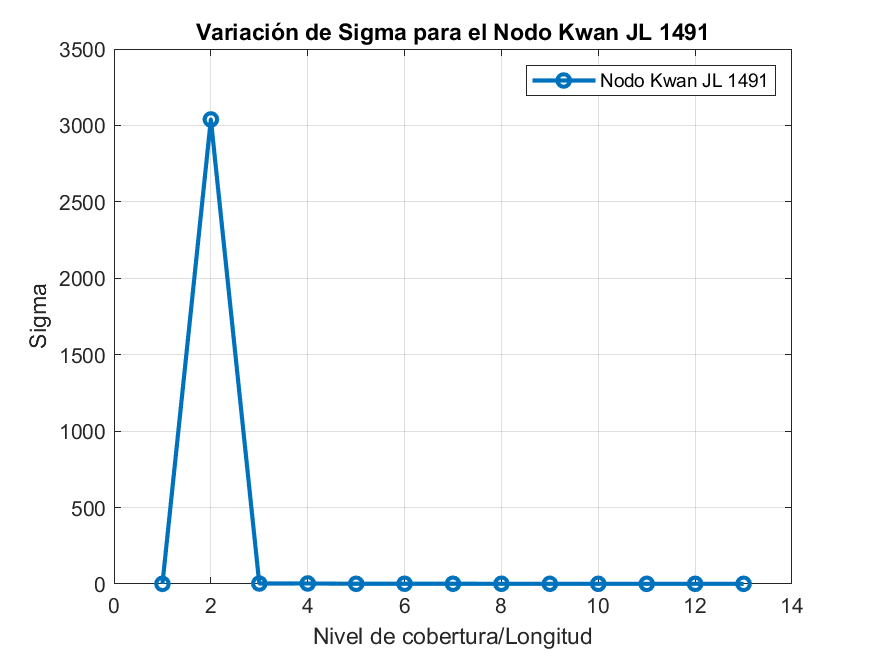 Variación de Sigma para el Nodo Kwan JL 1491
Nodo Kwan JL 1491
3500
3000
2500
2000
1500
1000
500
0
Sigma
0 2 4 6 8 10 12 14
Nivel de cobertura/Longitud